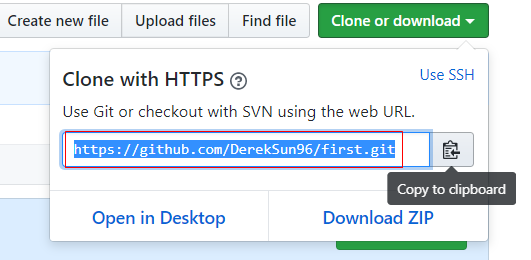 Create new file Upload files Find file Clone or download
Clone with HTTPS ? Use SSH
Use Git or checkout with SVN using the web URL.
https://github.com/DerekSun96/first.git
Copy to clipboard
Open in Desktop Download ZIP